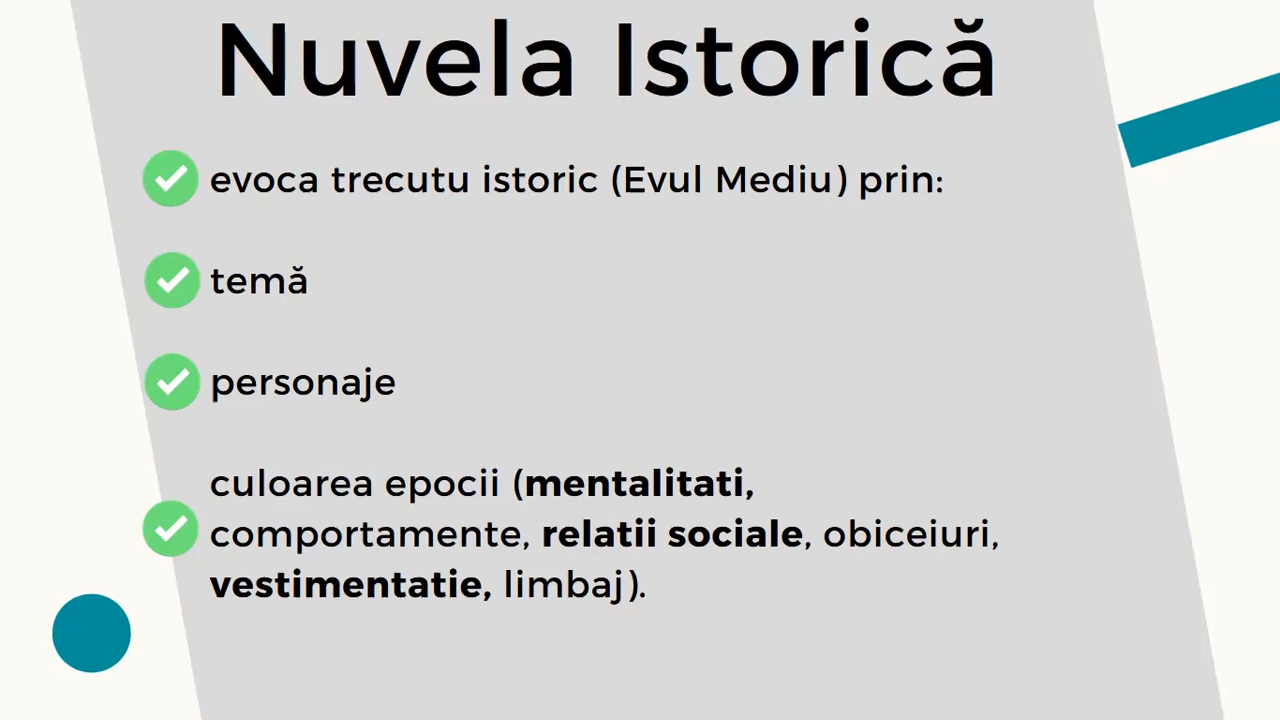 Nuvela Istorică
evoca trecutu istoric (Evul Mediu) prin:
temă
personaje
culoarea epocii (mentalitati,
comportamente, relatii sociale, obiceiuri,
vestimentatie, limbaj).